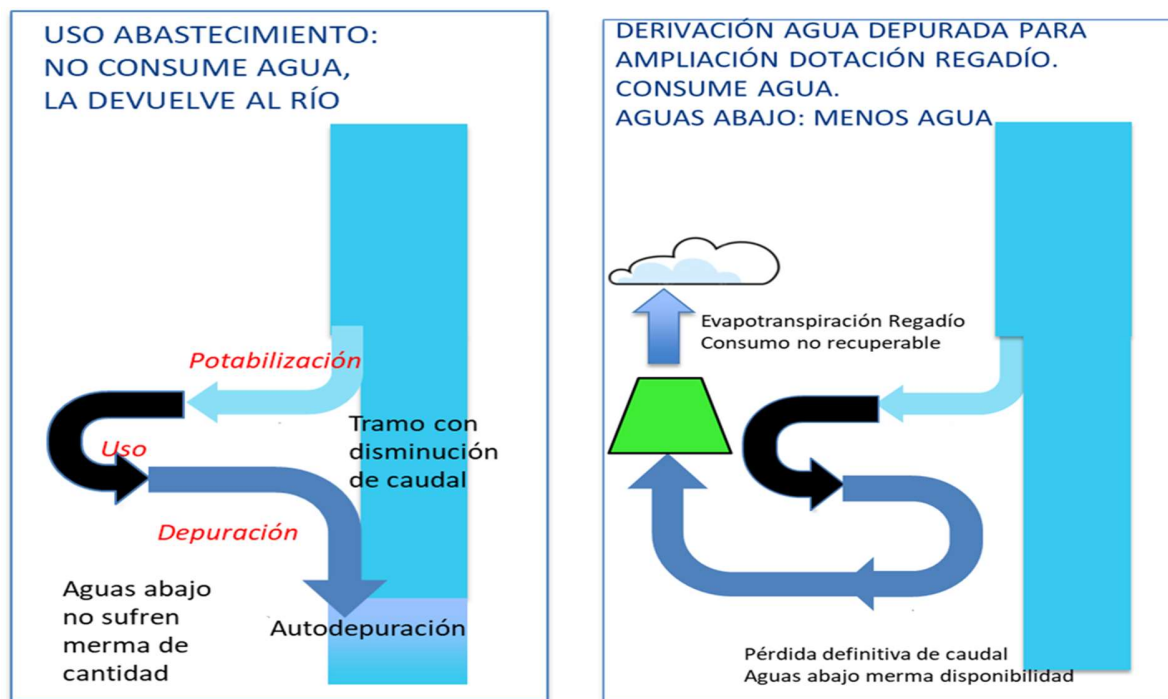 USO ABASTECIMIENTO:
NO CONSUME AGUA,
LA DEVUELVE AL RÍO
Potabilización
Tramo con
disminución
de caudal
Uso
Depuración
Aguas abajo
no sufren
merma de
cantidad
Autodepuración
DERIVACIÓN AGUA DEPURADA PARA
AMPLIACIÓN DOTACIÓN REGADÍO.
CONSUME AGUA.
AGUAS ABAJO: MENOS AGUA
Evapotranspiración Regadío
Consumo no recuperable
Pérdida definitiva de caudal
Aguas abajo merma disponibilidad